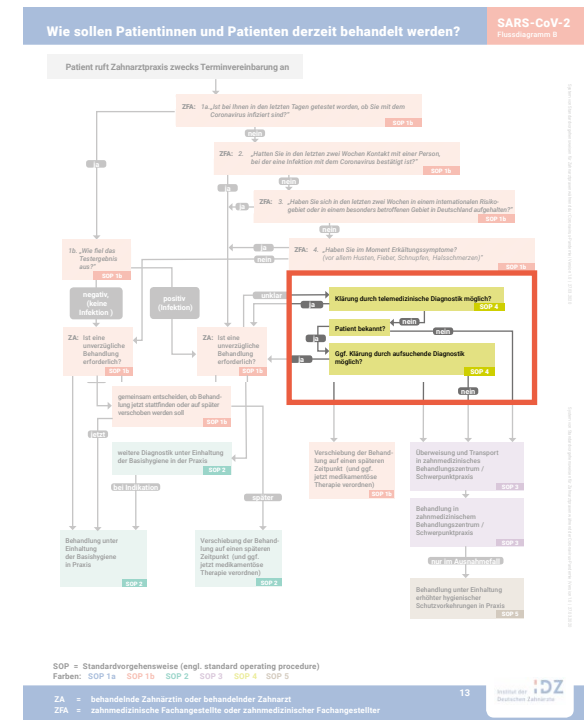 Wie sollen Patientinnen und Patienten derzeit behandelt werden?
SARS-CoV-2
Flussdiagramm B
Patient ruft Zahnarztpraxis zwecks Terminvereinbarung an
ZFA: 1a „Ist bei Ihnen in den letzten Tagen getestet worden, ob Sie mit dem
Coronavirus infiziert sind?"
SOP 1b
nein
ZFA: 2. „Hatten Sie in den letzten zwei Wochen Kontakt mit einer Person,
bei der eine Infektion mit dem Coronavirus bestätigt ist?"
SOP 1b
ja
nein
ja
ZFA: 3. „Haben Sie sich in den letzten zwei Wochen in einem internationalen Risiko-
gebiet oder in einem besonders betroffenen Gebiet in Deutschland aufgehalten?"
SOP 1b
ja
nein
ZFA: 4. „Haben Sie im Moment Erkältungssymptome?
(vor allem Husten, Fieber, Schnupfen, Halsschmerzen)"
SOP 1b
ja
nein
1b. „Wie fiel das
Testergebnis
aus?"
SOP 1b
negativ,
(keine
Infektion )
positiv
(Infektion)
unklar
Klärung durch telemedizinische Diagnostik möglich?
SOP 4
ja
nein
Patient bekannt?
nein
ja
Ggf. Klärung durch aufsuchende Diagnostik
möglich?
SOP 4
ja
nein
ZA: Ist eine
unverzügliche
Behandlung
erforderlich?
SOP 1b
ZA: Ist eine
unverzügliche
Behandlung
erforderlich?
SOP 1b
gemeinsam entscheiden, ob Behand-
lung jetzt stattfinden oder auf später
verschoben werden soll
SOP 1b
jetzt
weitere Diagnostik unter Einhaltung
der Basishygiene in der Praxis
SOP 2
bei Indikation
später
Verschiebung der Behand-
lung auf einen späteren
Zeitpunkt (und ggf.
jetzt medikamentöse
Therapie verordnen)
SOP 1b
Überweisung und Transport
in zahnmedizinisches
Behandlungszentrum /
Schwerpunktpraxis
SOP 3
Behandlung in
zahnmedizinischem
Behandlungszentrum /
Schwerpunktpraxis
SOP 3
nur im Ausnahmefall
Behandlung unter
Einhaltung
der Basishygiene
in Praxis
SOP 2
Verschiebung der Behand-
lung auf einen späteren
Zeitpunkt (und ggf.
jetzt medikamentöse
Therapie verordnen)
SOP 2
Behandlung unter Einhaltung
erhöhter hygienischer
Schutzvorkehrungen in Praxis
SOP 5
SOP = Standardvorgehensweise (engl. standard operating procedure)
Farben: SOP 1a SOP 1b SOP 2 SOP 3 SOP 4 SOP 5
ZA = behandelnde Zahnärztin oder behandelnder Zahnarzt
ZFA = zahnmedizinische Fachangestellte oder zahnmedizinischer Fachangestellter
13
Institut der
Deutschen Zahnärzte
IDZ